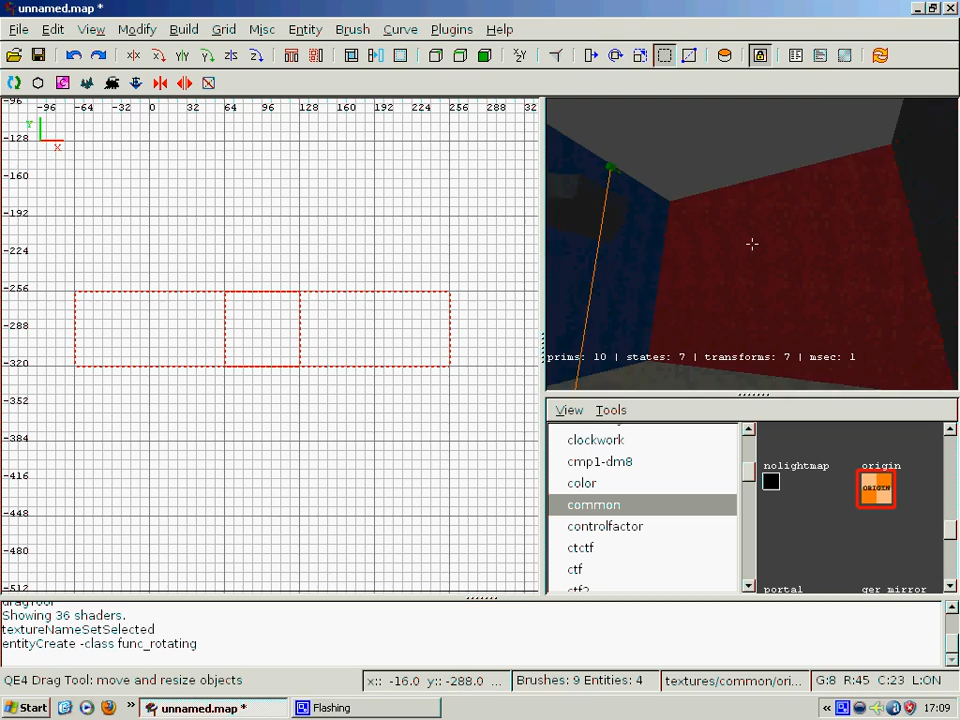 unnamed.map *
File Edit View Modify Build Grid Misc Entity Brush Curve Plugins Help
-96 -64 -32 0 32 64 96 128 160 192 224 256 288 32
-96
Y
X
-128
-160
-192
-224
-256
-288
-320
-352
-384
-416
-448
-480
-512
prims: 10 | states: 7 | transforms: 7 | msec: 1
View Tools
clockwork
cmp1-dm8
color
common
controlfactor
ctctf
ctf
ctf2
nolightmap origin
ORIGIN
portal ger mirror
dragTool
Showing 36 shaders.
textureNameSetSelected
entityCreate -class func_rotating
QE4 Drag Tool: move and resize objects
x:: -16.0 y:: -288.0 ...
Brushes: 9 Entities: 4
textures/common/ori...
G:8 R:45 C:23 L:ON
Start » unnamed.map * Flashing « 17:09